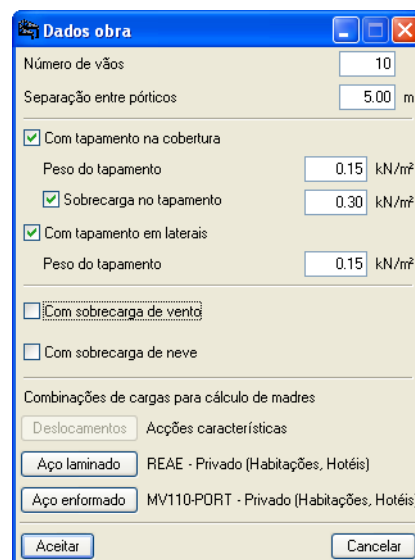 Dados obra
Número de vãos 10
Separação entre pórticos 5.00 m
Com tapamento na cobertura
Peso do tapamento 0.15 kN/m²
Sobrecarga no tapamento 0.30 kN/m²
Com tapamento em laterais
Peso do tapamento 0.15 kN/m²
Com sobrecarga de vento
Com sobrecarga de neve
Combinações de cargas para cálculo de madres
Deslocamentos Acções características
Aço laminado REAE - Privado (Habitações, Hotéis)
Aço enformado MV110-PORT - Privado (Habitações, Hotéis
Aceitar Cancelar